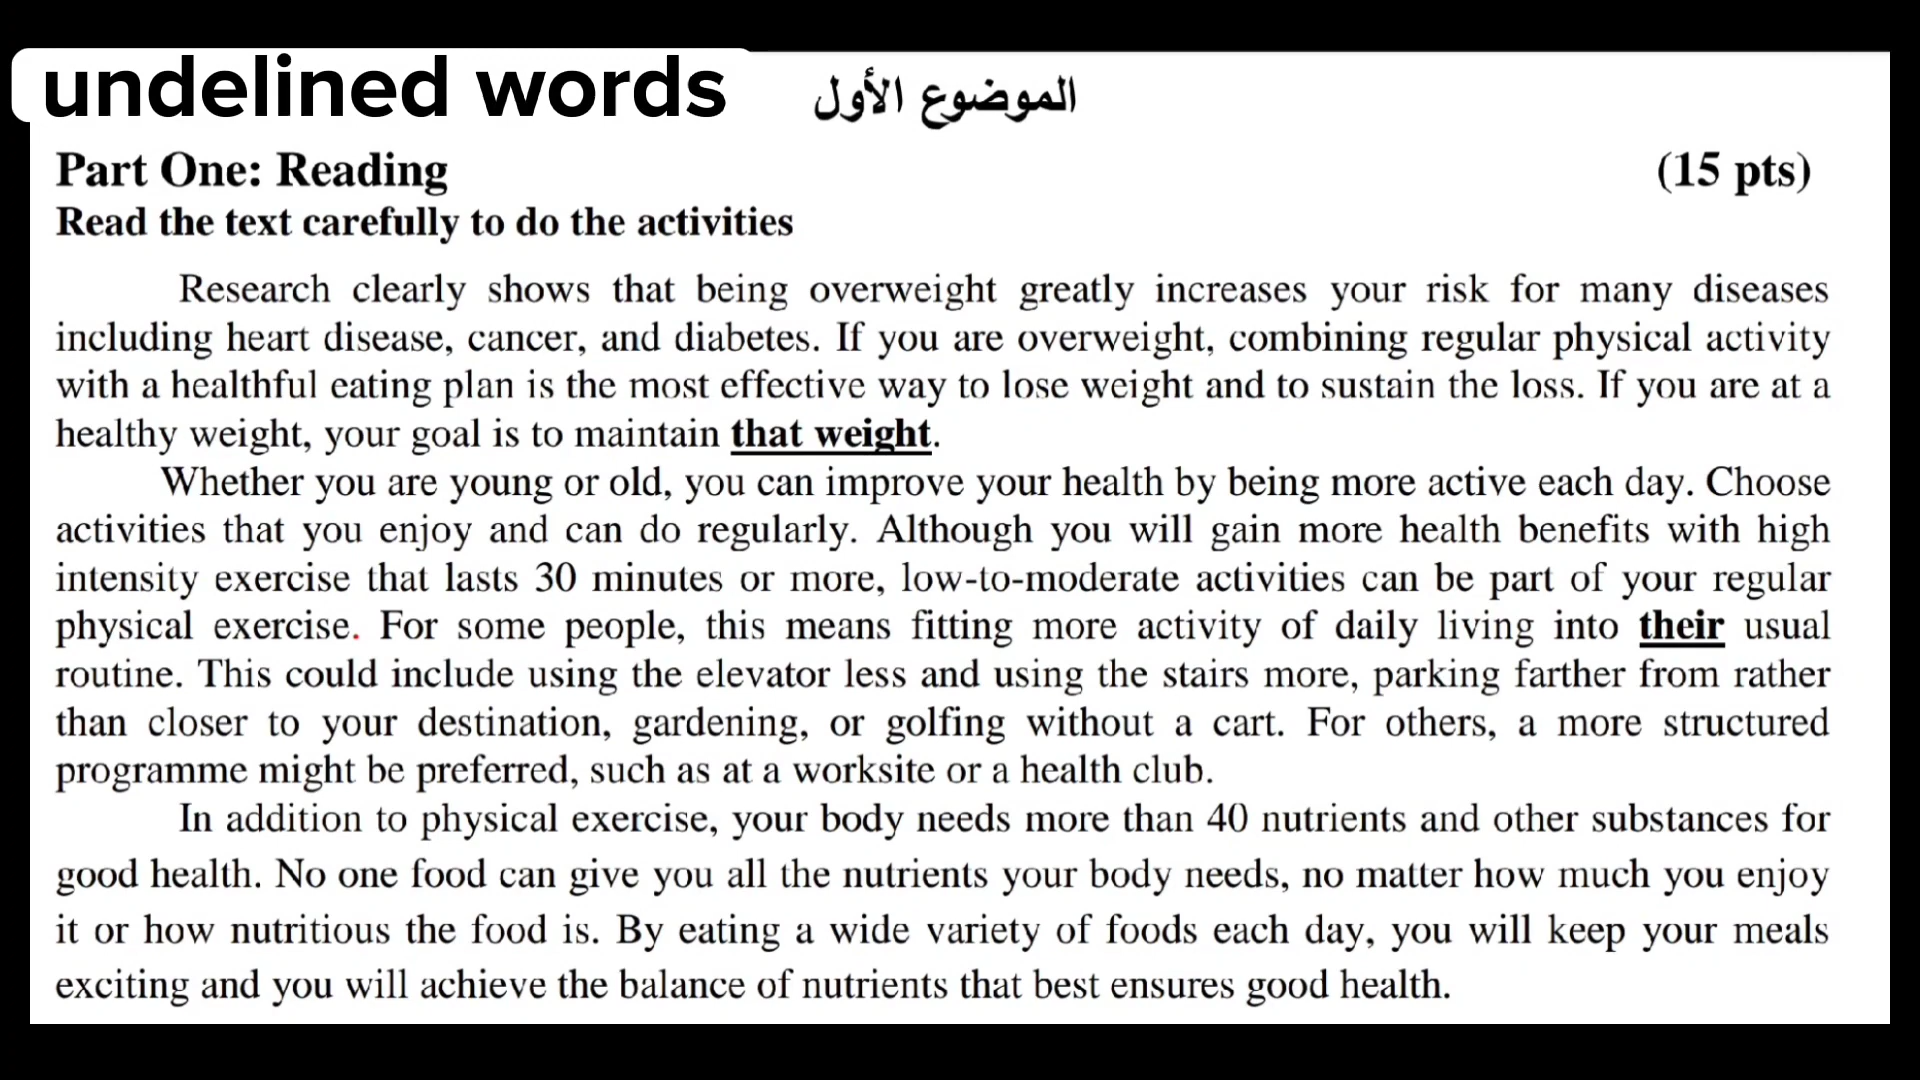 undelined words
الموضوع الأول
Part One: Reading (15 pts)
Read the text carefully to do the activities
Research clearly shows that being overweight greatly increases your risk for many diseases
including heart disease, cancer, and diabetes. If you are overweight, combining regular physical activity
with a healthful eating plan is the most effective way to lose weight and to sustain the loss. If you are at a
healthy weight, your goal is to maintain that weight.
Whether you are young or old, you can improve your health by being more active each day. Choose
activities that you enjoy and can do regularly. Although you will gain more health benefits with high
intensity exercise that lasts 30 minutes or more, low-to-moderate activities can be part of your regular
physical exercise. For some people, this means fitting more activity of daily living into their usual
routine. This could include using the elevator less and using the stairs more, parking farther from rather
than closer to your destination, gardening, or golfing without a cart. For others, a more structured
programme might be preferred, such as at a worksite or a health club.
In addition to physical exercise, your body needs more than 40 nutrients and other substances for
good health. No one food can give you all the nutrients your body needs, no matter how much you enjoy
it or how nutritious the food is. By eating a wide variety of foods each day, you will keep your meals
exciting and you will achieve the balance of nutrients that best ensures good health.